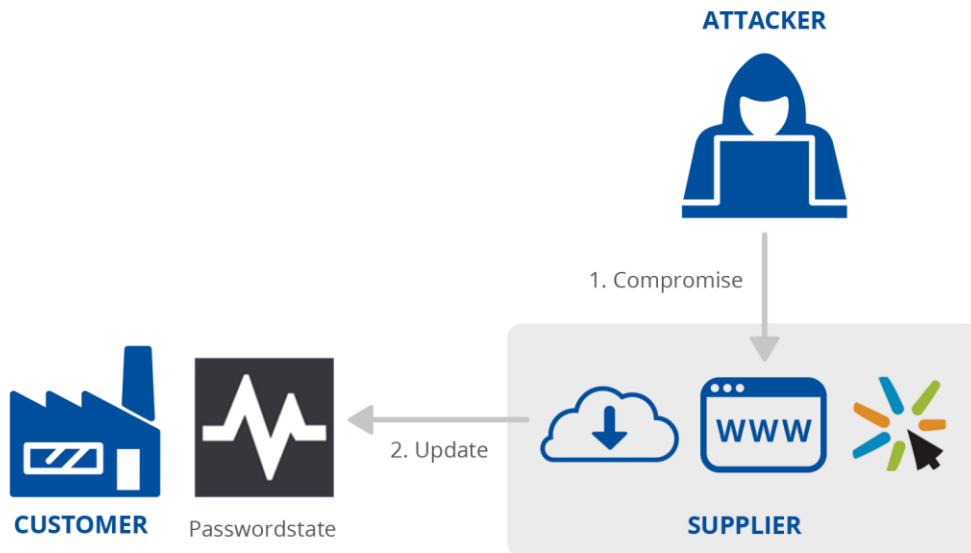 ATTACKER
1. Compromise
WWW
2. Update
CUSTOMER
Passwordstate
SUPPLIER